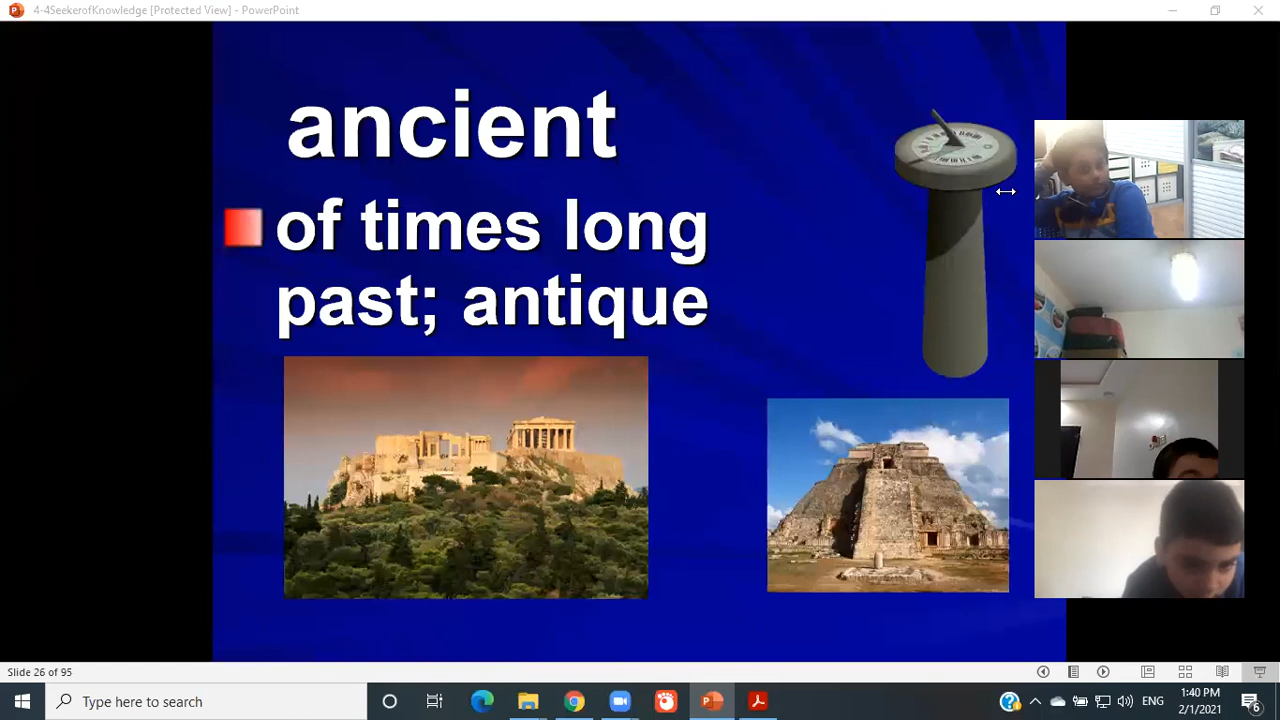 4-4SeekerofKnowledge [Protected View] - PowerPoint
ancient
of times long
past; antique
Slide 26 of 95
Type here to search
ENG
1:40 PM
2/1/2021
6